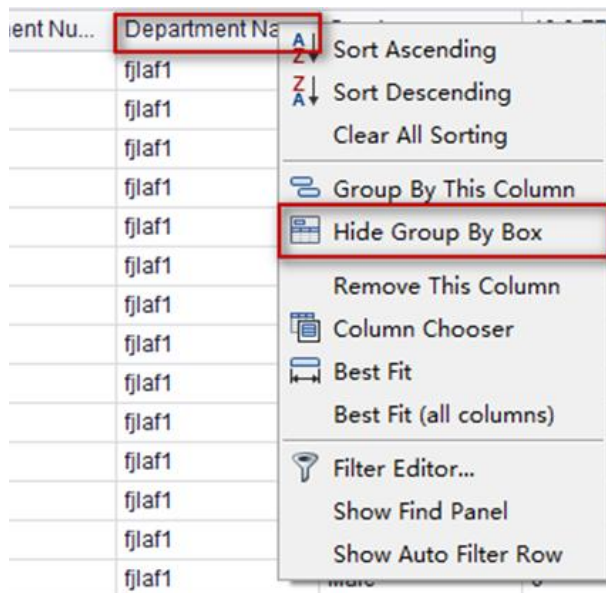 ent Nu... Department Na
fjlaf1
Sort Ascending
fjlaf1
Sort Descending
fjlaf1
Clear All Sorting
fjlaf1
Group By This Column
fjlaf1
Hide Group By Box
fjlaf1
Remove This Column
fjlaf1
Column Chooser
fjlaf1
Best Fit
fjlaf1
Best Fit (all columns)
fjlaf1
Filter Editor...
fjlaf1
Show Find Panel
fjlaf1
Show Auto Filter Row
fjlaf1
fjlaf1